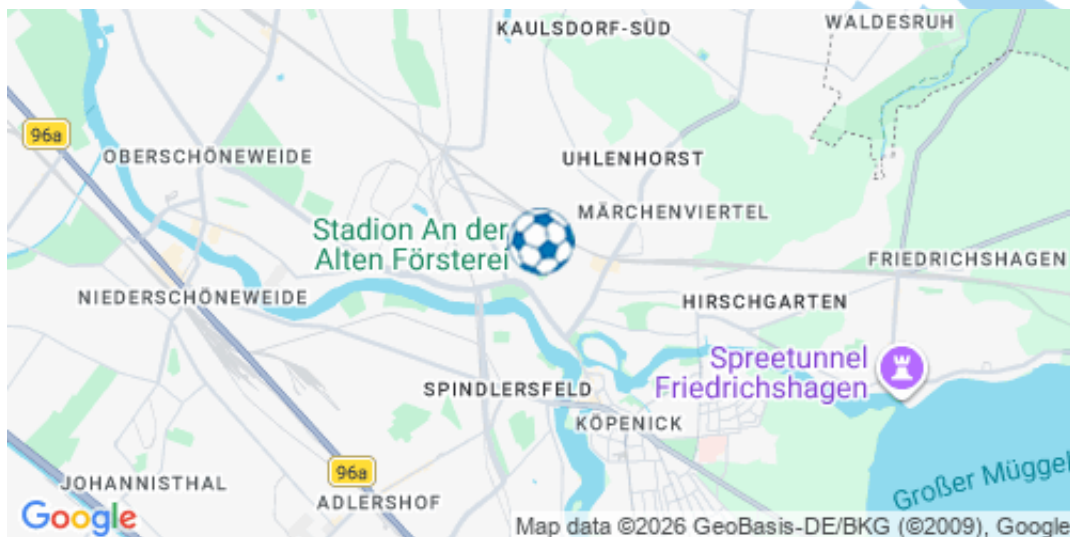 KAULSDORF-SÜD
WALDESRUH
96a
OBERSCHÖNEWEIDE
UHLENHORST
MÄRCHENVIERTEL
Stadion An der
Alten Försterei
FRIEDRICHSHAGEN
NIEDERSCHÖNEWEIDE
HIRSCHGARTEN
Spreetunnel
Friedrichshagen
SPINDLERSFELD
KÖPENICK
96a
JOHANNISTHAL
ADLERSHOF
Großer Müggel
Google
Map data ©2026 GeoBasis-DE/BKG (©2009), Google